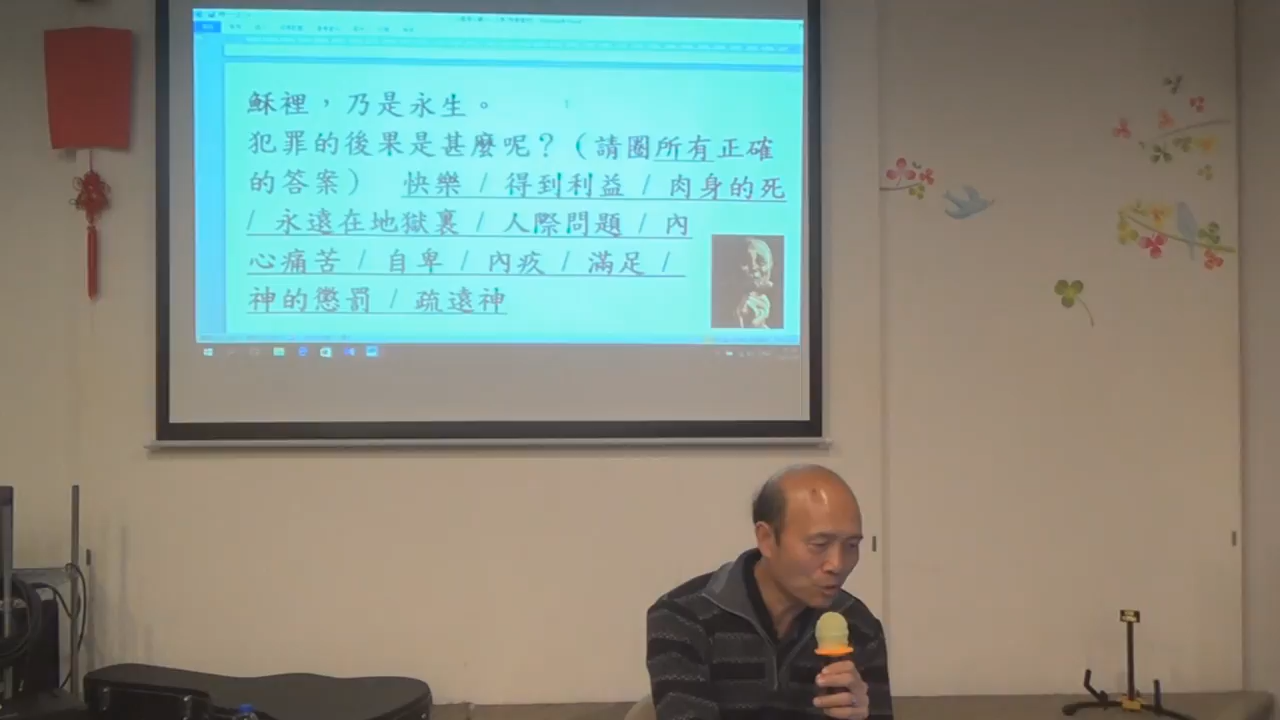 穌裡，乃是永生。
犯罪的後果是甚麼呢？（請圈所有正確
的答案） 快樂 / 得到利益 / 肉身的死
/ 永遠在地獄裏 / 人際問題 / 內
心痛苦 / 自卑 / 內疚 / 滿足 /
神的懲罰 / 疏遠神